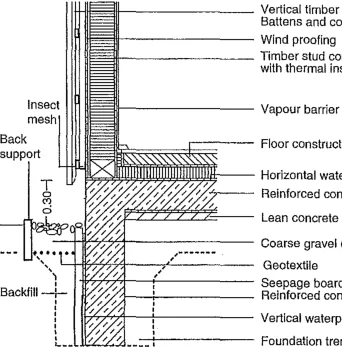 Vertical timber
Battens and co
Wind proofing
Timber stud co
with thermal ins
Insect
mesh
Vapour barrier
Back
support
Floor construct
Horizontal wate
0.30
Reinforced con
Lean concrete
Coarse gravel
Geotextile
Seepage board
Backfill
Reinforced con
Vertical waterp
Foundation tren